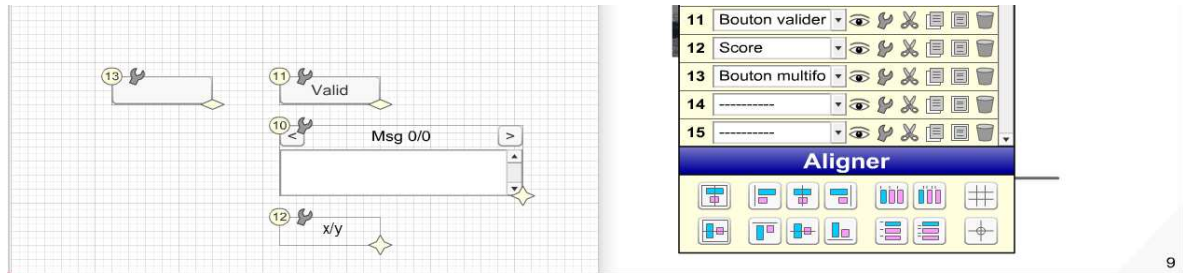 13
11
Valid
10
< Msg 0/0 >
12
x/y
11 Bouton valider
12 Score
13 Bouton multifo
14 ----------
15 ----------
Aligner
9